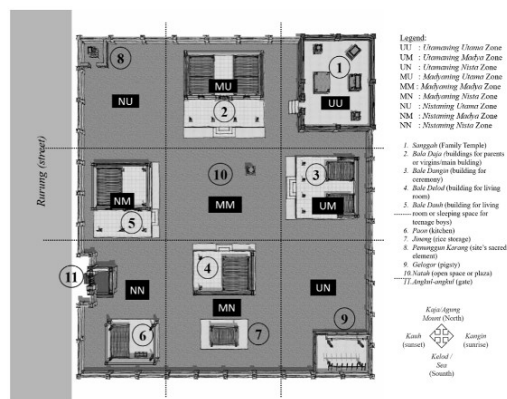 Rurung (street)
8
NU
MU
2
1
UU
NM
5
10
MM
3
UM
11
NN
6
4
MN
7
UN
9
Legend:
UU : Utamaning Utama Zone
UM : Utamaning Madya Zone
UN : Utamaning Nista Zone
MU : Madyaning Utama Zone
MM : Madyaning Madya Zone
MN : Madyaning Nista Zone
NU : Nistaning Utama Zone
NM : Nistaning Madya Zone
NN : Nistaning Nista Zone
1. Sanggah (Family Temple)
2. Bala Daja (buildings for parents
or virgins/main bulding)
3. Bale Dangin (building for
ceremony)
4. Bale Delod (building for living
room)
5. Bale Dauh (building for living
room or sleeping space for
teenage boys)
6. Paon (kitchen)
7. Jineng (rice storage)
8. Penunggun Karang (site's sacred
element)
9. Gelagar (pigsty)
10. Natah (open space or plaza)
11. Angkul-angkul (gate)
Kaja/Agung
Mount (North)
Kauh
(sunset)
Kangin
(sunrise)
Kelod /
Sea
(Souath)